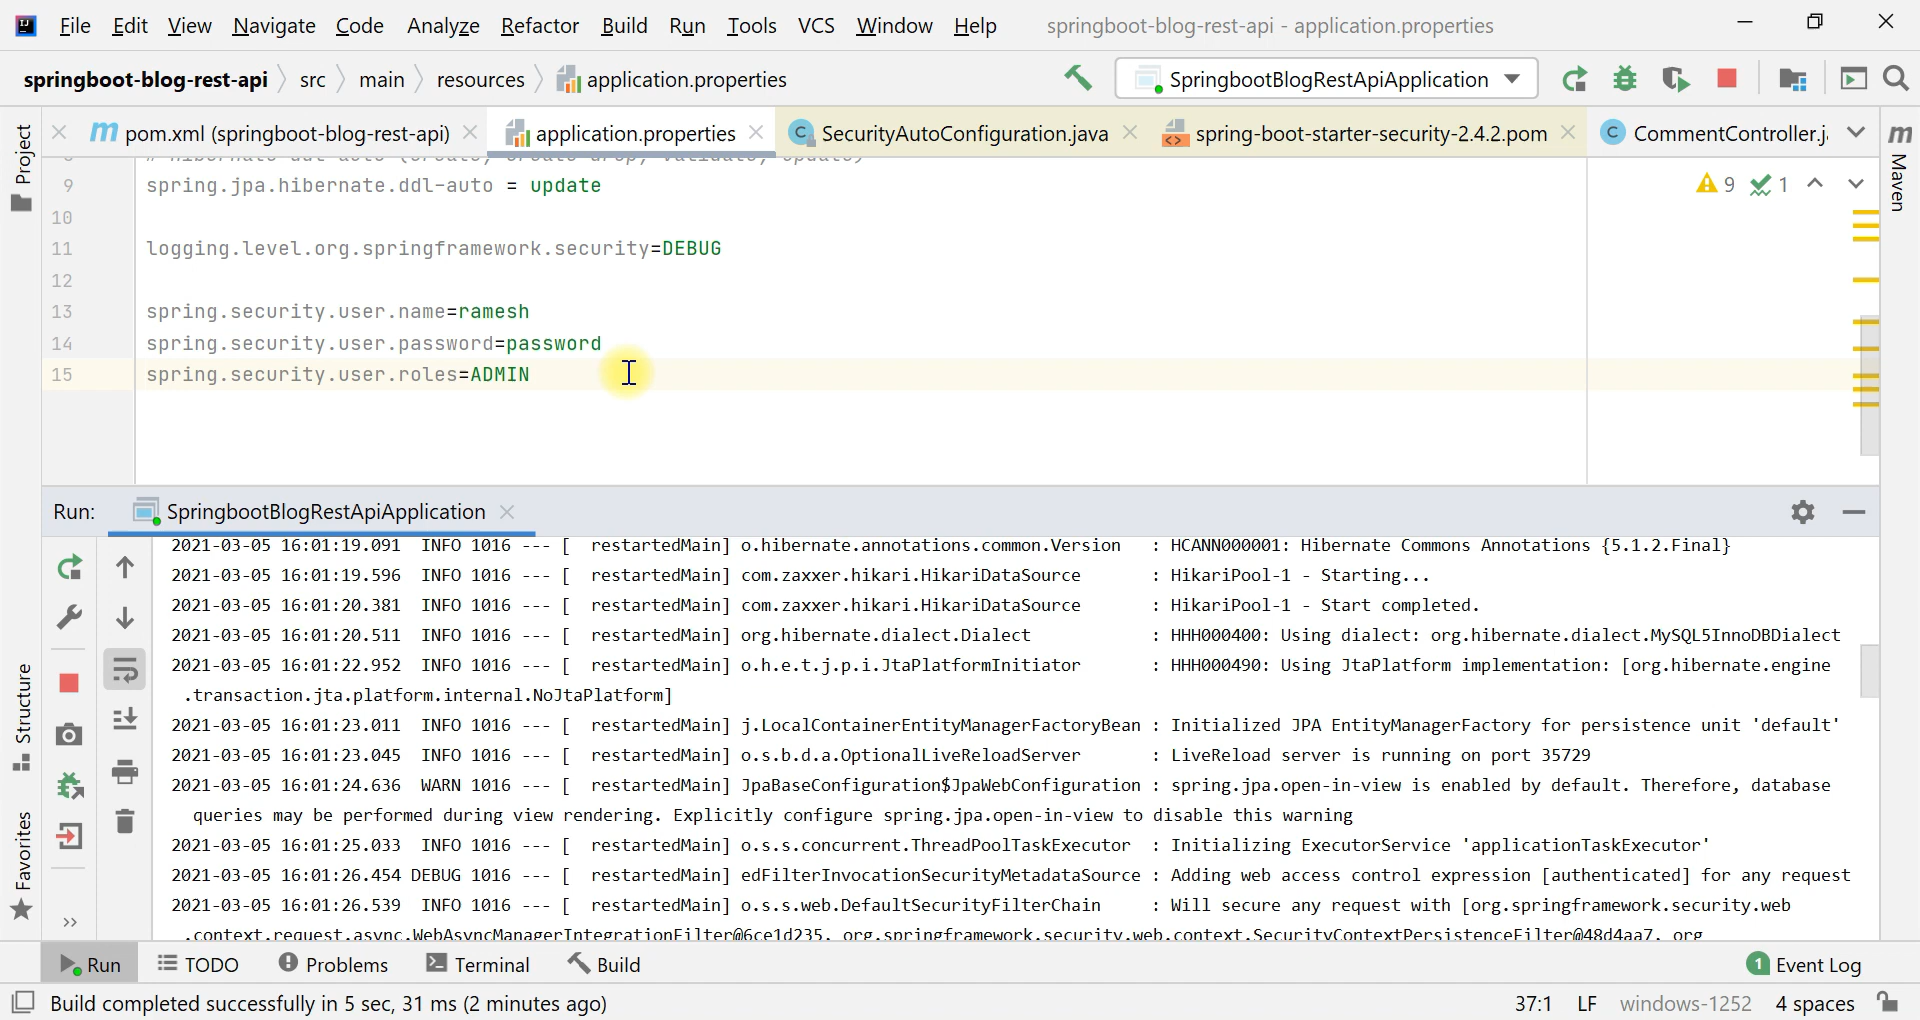 File Edit View Navigate Code Analyze Refactor Build Run Tools VCS Window Help springboot-blog-rest-api - application.properties
springboot-blog-rest-api src main resources application.properties SpringbootBlogRestApiApplication
pom.xml (springboot-blog-rest-api) application.properties SecurityAutoConfiguration.java spring-boot-starter-security-2.4.2.pom CommentController.j
Project
Maven
9 spring.jpa.hibernate.ddl-auto = update
9 1
10
11 logging.level.org.springframework.security=DEBUG
12
13 spring.security.user.name=ramesh
14 spring.security.user.password=password
15 spring.security.user.roles=ADMIN
Run: SpringbootBlogRestApiApplication
2021-03-05 16:01:19.091 INFO 1016 --- [ restartedMain] o.hibernate.annotations.common.Version : HCANN000001: Hibernate Commons Annotations {5.1.2.Final}
2021-03-05 16:01:19.596 INFO 1016 --- [ restartedMain] com.zaxxer.hikari.HikariDataSource : HikariPool-1 - Starting...
2021-03-05 16:01:20.381 INFO 1016 --- [ restartedMain] com.zaxxer.hikari.HikariDataSource : HikariPool-1 - Start completed.
2021-03-05 16:01:20.511 INFO 1016 --- [ restartedMain] org.hibernate.dialect.Dialect : HHH000400: Using dialect: org.hibernate.dialect.MySQL5InnoDBDialect
2021-03-05 16:01:22.952 INFO 1016 --- [ restartedMain] o.h.e.t.j.p.i.JtaPlatformInitiator : HHH000490: Using JtaPlatform implementation: [org.hibernate.engine
.transaction.jta.platform.internal.NoJtaPlatform]
2021-03-05 16:01:23.011 INFO 1016 --- [ restartedMain] j.LocalContainerEntityManagerFactoryBean : Initialized JPA EntityManagerFactory for persistence unit 'default'
2021-03-05 16:01:23.045 INFO 1016 --- [ restartedMain] o.s.b.d.a.OptionalLiveReloadServer : LiveReload server is running on port 35729
2021-03-05 16:01:24.636 WARN 1016 --- [ restartedMain] JpaBaseConfiguration$JpaWebConfiguration : spring.jpa.open-in-view is enabled by default. Therefore, database
queries may be performed during view rendering. Explicitly configure spring.jpa.open-in-view to disable this warning
2021-03-05 16:01:25.033 INFO 1016 --- [ restartedMain] o.s.s.concurrent.ThreadPoolTaskExecutor : Initializing ExecutorService 'applicationTaskExecutor'
2021-03-05 16:01:26.454 DEBUG 1016 --- [ restartedMain] edFilterInvocationSecurityMetadataSource : Adding web access control expression [authenticated] for any request
2021-03-05 16:01:26.539 INFO 1016 --- [ restartedMain] o.s.s.web.DefaultSecurityFilterChain : Will secure any request with [org.springframework.security.web
.context.request.async.WebAsyncManagerIntegrationFilter@6ce1d235, org.springframework.security.web.context.SecurityContextPersistenceFilter@48d4aa7, org
Structure
Favorites
Run TODO Problems Terminal Build 1 Event Log
Build completed successfully in 5 sec, 31 ms (2 minutes ago) 37:1 LF windows-1252 4 spaces